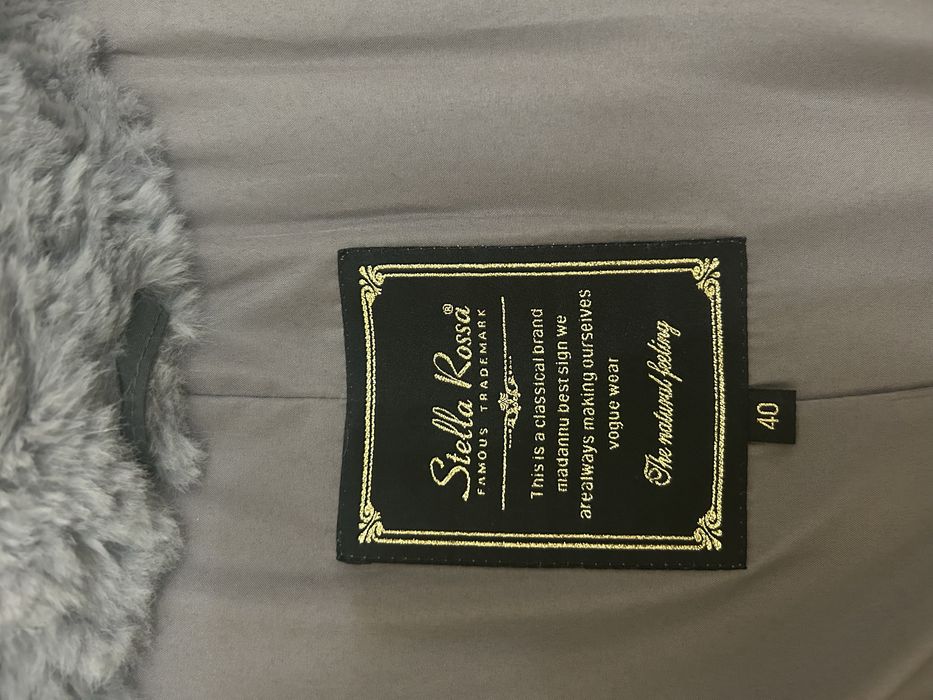 Stella Rossa®
FAMOUS TRADEMARK
This is a classical brand
madannu best sign we
arealways making ourseives
vogue wear
The natural feeling
40